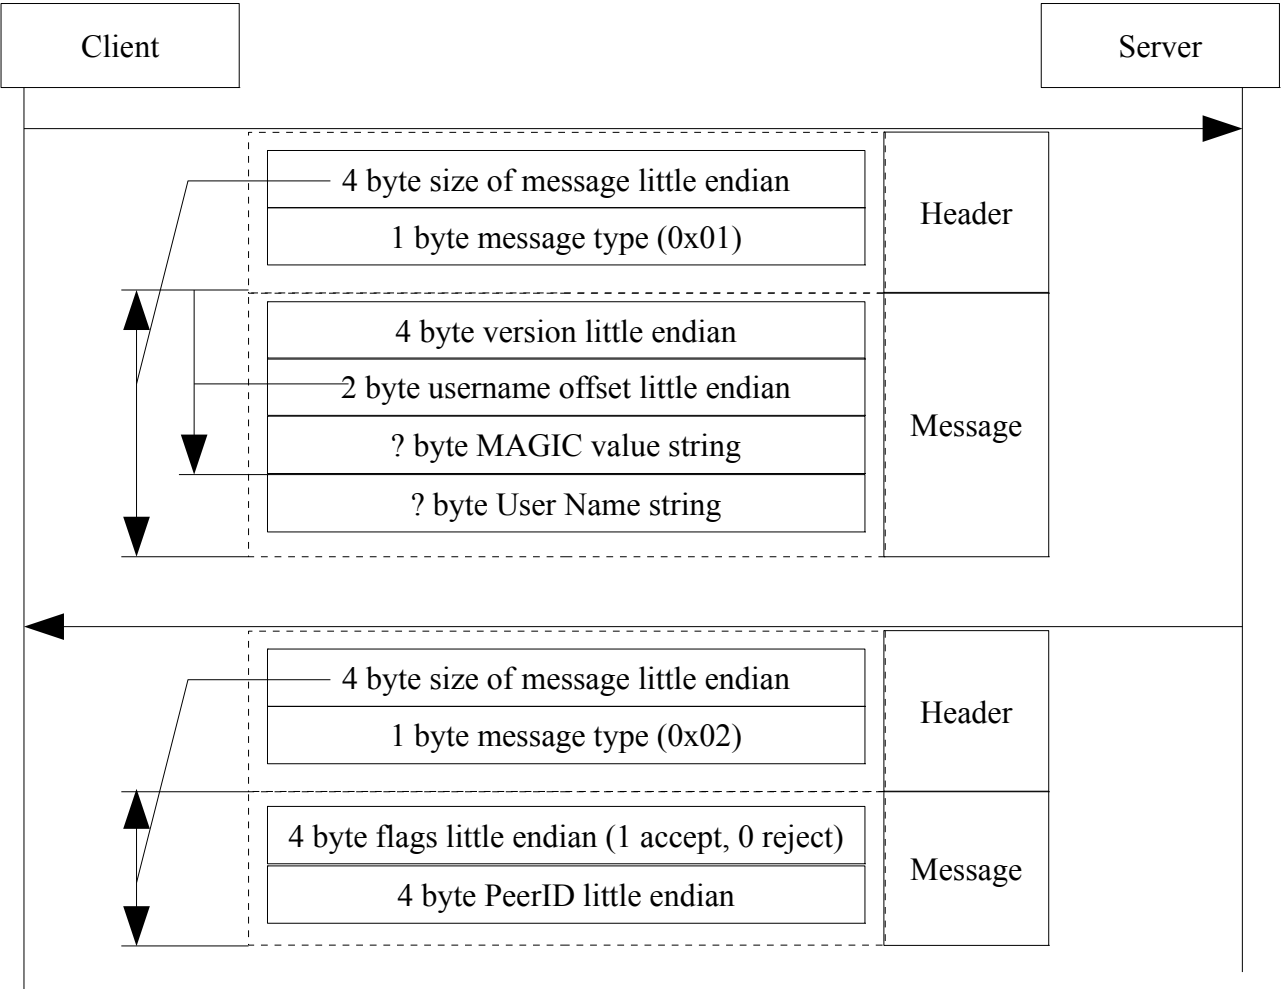 Client
Server
4 byte size of message little endian
1 byte message type (0x01)
Header
4 byte version little endian
2 byte username offset little endian
? byte MAGIC value string
? byte User Name string
Message
4 byte size of message little endian
1 byte message type (0x02)
Header
4 byte flags little endian (1 accept, 0 reject)
4 byte PeerID little endian
Message